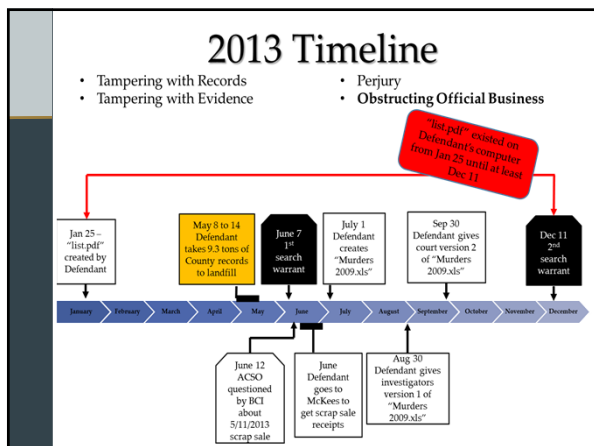 2013 Timeline
• Tampering with Records
• Tampering with Evidence
• Perjury
• Obstructing Official Business
"list.pdf" existed on
Defendant's computer
from Jan 25 until at least
Dec 11
Jan 25 –
"list.pdf"
created by
Defendant
May 8 to 14
Defendant
takes 9.3 tons of
County records
to landfill
June 7
1st
search
warrant
July 1
Defendant
creates
"Murders
2009.xls"
Sep 30
Defendant gives
court version 2
of "Murders
2009.xls"
Dec 11
2nd
search
warrant
January
February
March
April
May
June
July
August
September
October
November
December
June 12
ACSO
questioned
by BCI
about
5/11/2013
scrap sale
June
Defendant
goes to
McKees to
get scrap sale
receipts
Aug 30
Defendant gives
investigators
version 1 of
"Murders
2009.xls"